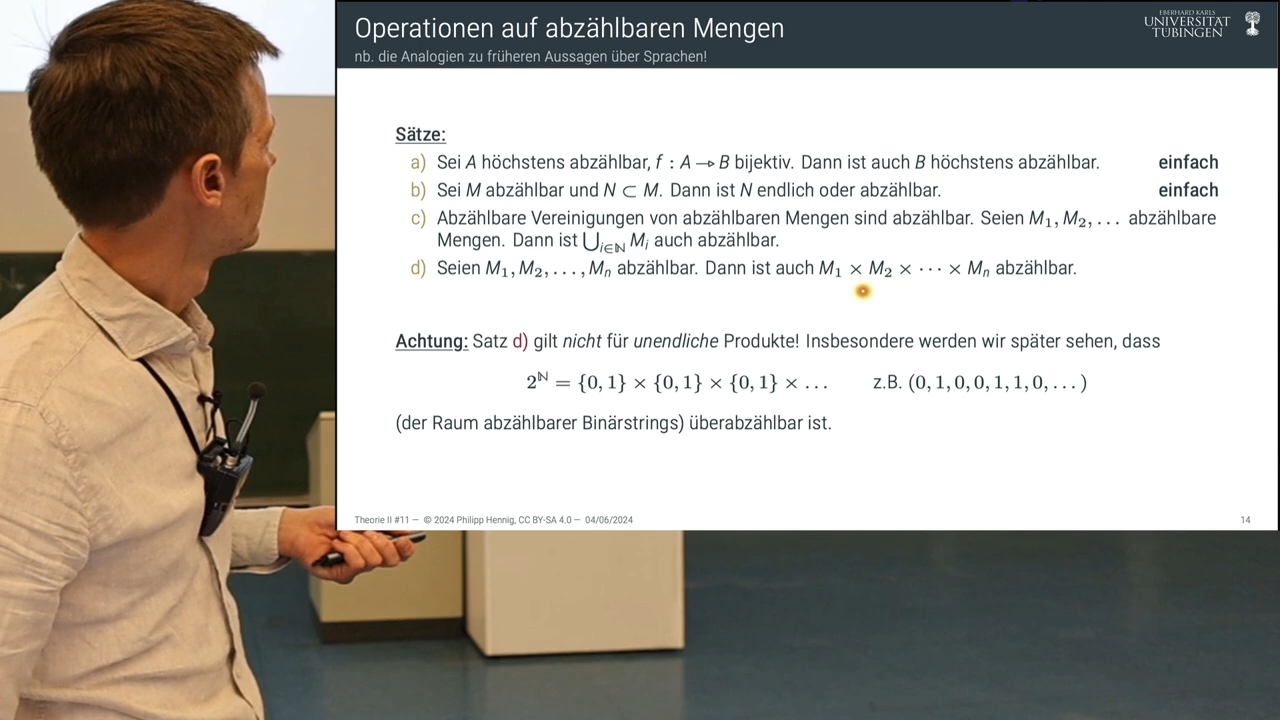 Operationen auf abzählbaren Mengen
nb. die Analogien zu früheren Aussagen über Sprachen!
EBERHARD KARLS
UNIVERSITÄT
TÜBINGEN
Sätze:
a) Sei A höchstens abzählbar, f : A → B bijektiv. Dann ist auch B höchstens abzählbar. einfach
b) Sei M abzählbar und N ⊂ M. Dann ist N endlich oder abzählbar. einfach
c) Abzählbare Vereinigungen von abzählbaren Mengen sind abzählbar. Seien M₁, M₂, . . . abzählbare
Mengen. Dann ist ⋃_{i∈ℕ} Mᵢ auch abzählbar.
d) Seien M₁, M₂, . . . , Mₙ abzählbar. Dann ist auch M₁ × M₂ × ⋯ × Mₙ abzählbar.
Achtung: Satz d) gilt nicht für unendliche Produkte! Insbesondere werden wir später sehen, dass
2^ℕ = {0, 1} × {0, 1} × {0, 1} × . . . z.B. (0, 1, 0, 0, 1, 1, 0, . . . )
(der Raum abzählbarer Binärstrings) überabzählbar ist.
Theorie II #11 — © 2024 Philipp Hennig, CC BY-SA 4.0 — 04/06/2024 14